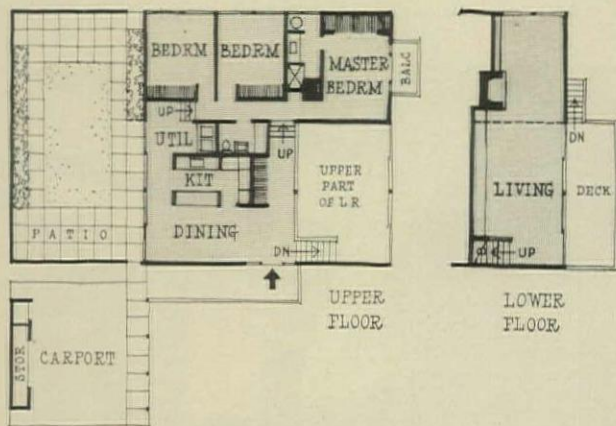 BEDRM
BEDRM
MASTER
BEDRM
BALC
UP
UTIL
UP
KIT
UPPER
PART
OF L R
DINING
DN
PATIO
UPPER
FLOOR
STOR
CARPORT
DN
LIVING
DECK
UP
LOWER
FLOOR